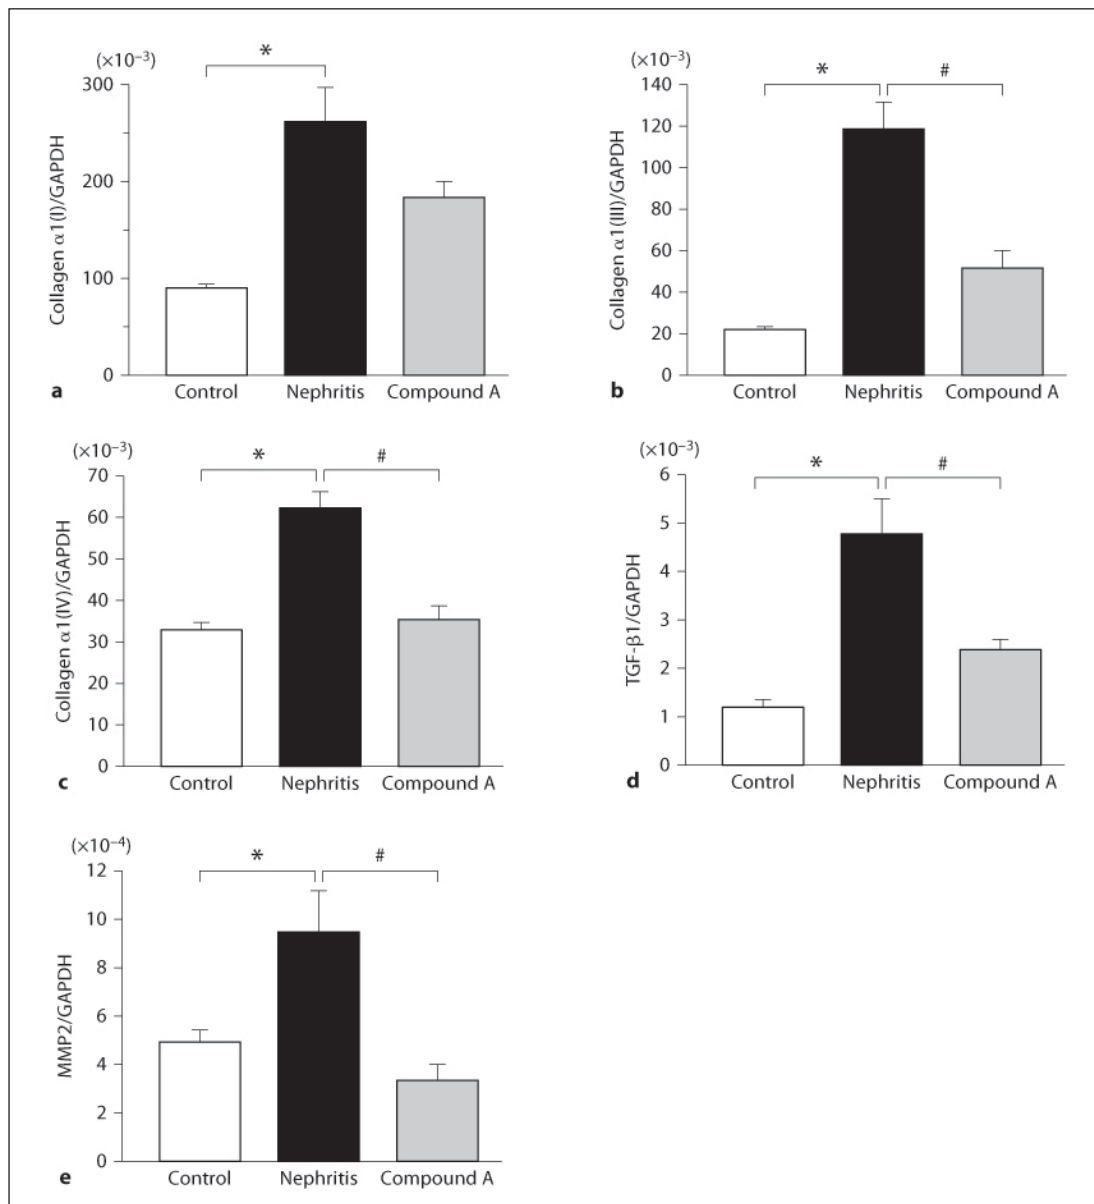 (×10⁻³)
*
300
200
100
0
Collagen α1(I)/GAPDH
Control Nephritis Compound A
a
(×10⁻³)
* #
140
120
100
80
60
40
20
0
Collagen α1(III)/GAPDH
Control Nephritis Compound A
b
(×10⁻³)
* #
70
60
50
40
30
20
10
0
Collagen α1(IV)/GAPDH
Control Nephritis Compound A
c
(×10⁻³)
* #
6
5
4
3
2
1
0
TGF-β1/GAPDH
Control Nephritis Compound A
d
(×10⁻⁴)
* #
12
10
8
6
4
2
0
MMP2/GAPDH
Control Nephritis Compound A
e